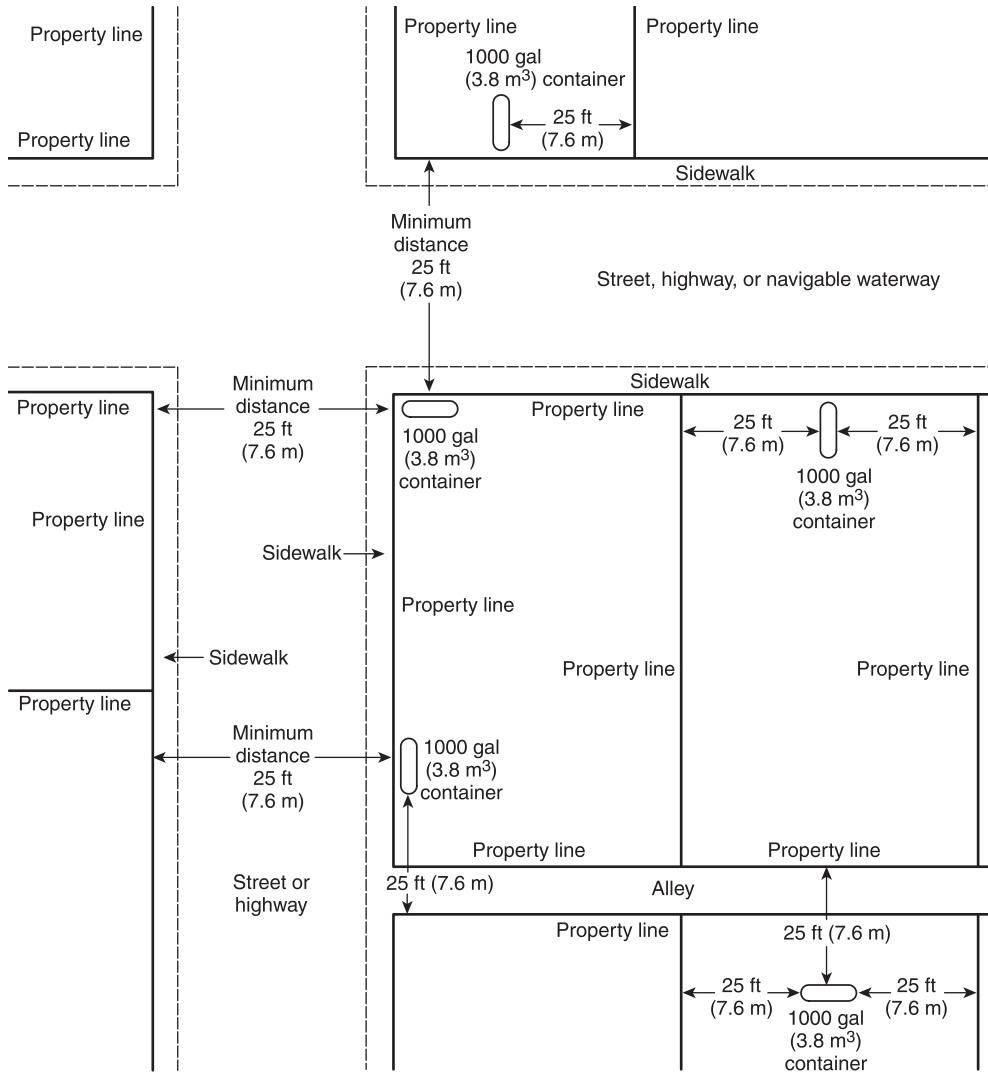 Property line
Property line
Property line
Property line
1000 gal
(3.8 m³) container
25 ft
(7.6 m)
Sidewalk
Minimum
distance
25 ft
(7.6 m)
Street, highway, or navigable waterway
Sidewalk
Property line
Minimum
distance
25 ft
(7.6 m)
Property line
1000 gal
(3.8 m³)
container
25 ft
(7.6 m)
25 ft
(7.6 m)
1000 gal
(3.8 m³)
container
Property line
Sidewalk
Property line
Sidewalk
Property line
Property line
Property line
Minimum
distance
25 ft
(7.6 m)
1000 gal
(3.8 m³)
container
Property line
Property line
25 ft (7.6 m)
Alley
Street or
highway
Property line
25 ft (7.6 m)
25 ft
(7.6 m)
25 ft
(7.6 m)
1000 gal
(3.8 m³)
container